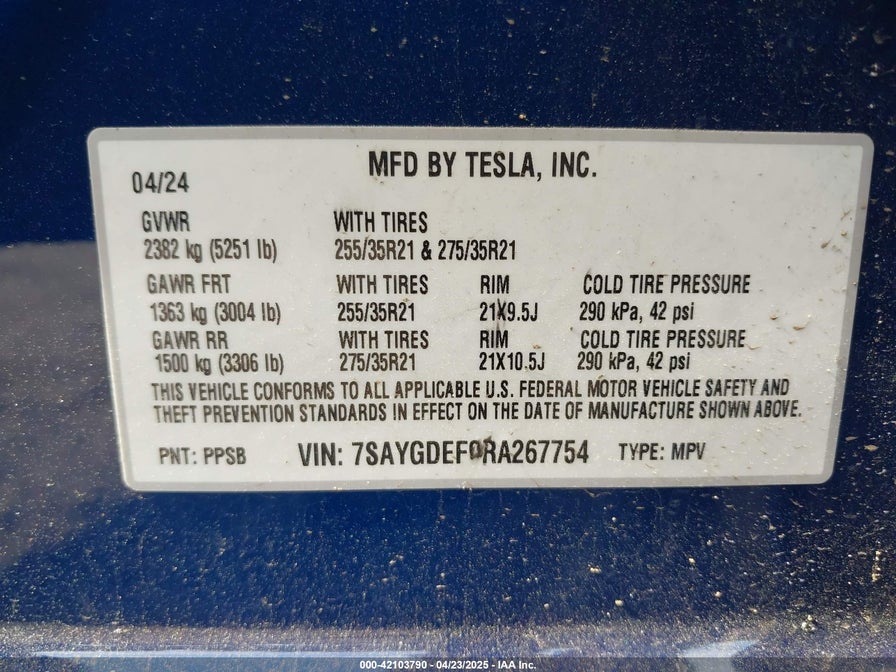 MFD BY TESLA, INC.
04/24
GVWR WITH TIRES
2382 kg (5251 lb) 255/35R21 & 275/35R21
GAWR FRT WITH TIRES RIM COLD TIRE PRESSURE
1363 kg (3004 lb) 255/35R21 21X9.5J 290 kPa, 42 psi
GAWR RR WITH TIRES RIM COLD TIRE PRESSURE
1500 kg (3306 lb) 275/35R21 21X10.5J 290 kPa, 42 psi
THIS VEHICLE CONFORMS TO ALL APPLICABLE U.S. FEDERAL MOTOR VEHICLE SAFETY AND
THEFT PREVENTION STANDARDS IN EFFECT ON THE DATE OF MANUFACTURE SHOWN ABOVE.
PNT: PPSB VIN: 7SAYGDEF0RA267754 TYPE: MPV
000-42103790 - 04/23/2025 - IAA Inc.